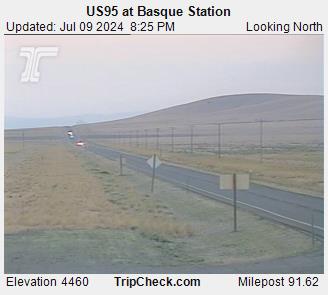 US95 at Basque Station
Updated: Jul 09 2024 8:25 PM Looking North
Elevation 4460 TripCheck.com Milepost 91.62